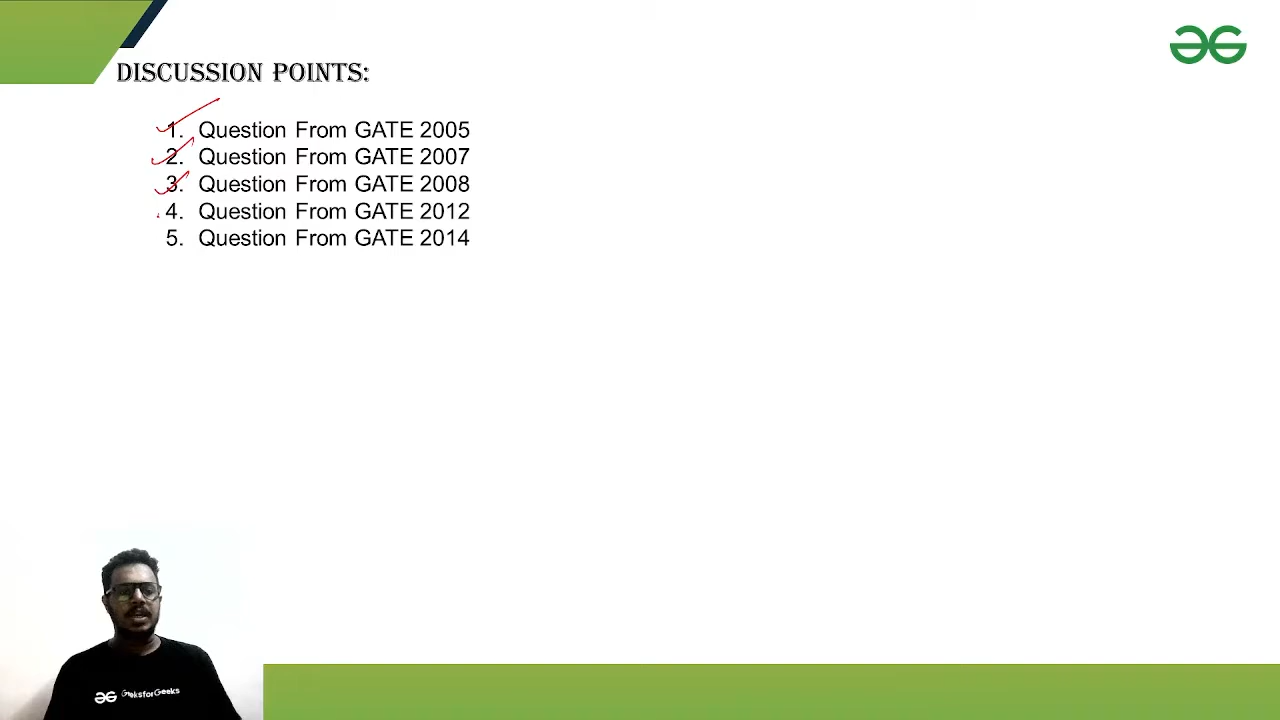 DISCUSSION POINTS:
1. Question From GATE 2005
2. Question From GATE 2007
3. Question From GATE 2008
4. Question From GATE 2012
5. Question From GATE 2014
GeeksforGeeks